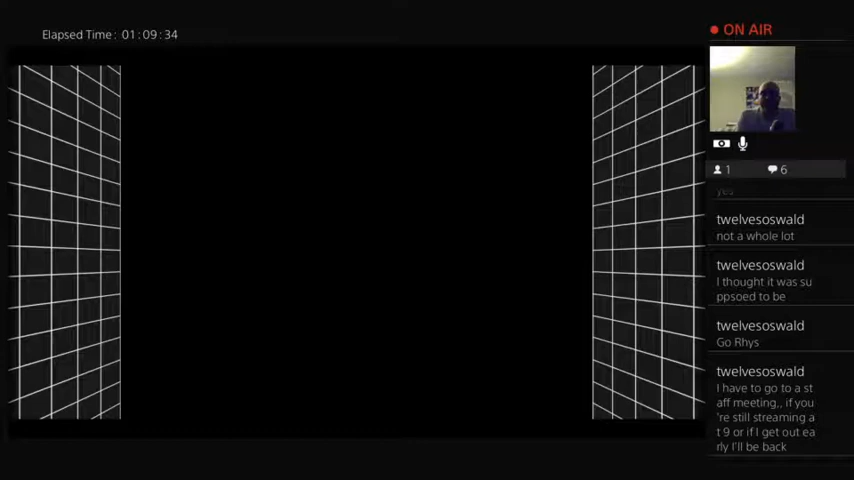 Elapsed Time: 01:09:34
ON AIR
1
6
yes
twelvesoswald
not a whole lot
twelvesoswald
I thought it was su
ppsoed to be
twelvesoswald
Go Rhys
twelvesoswald
I have to go to a st
aff meeting,, if you
're still streaming a
t 9 or if I get out ea
rly I'll be back